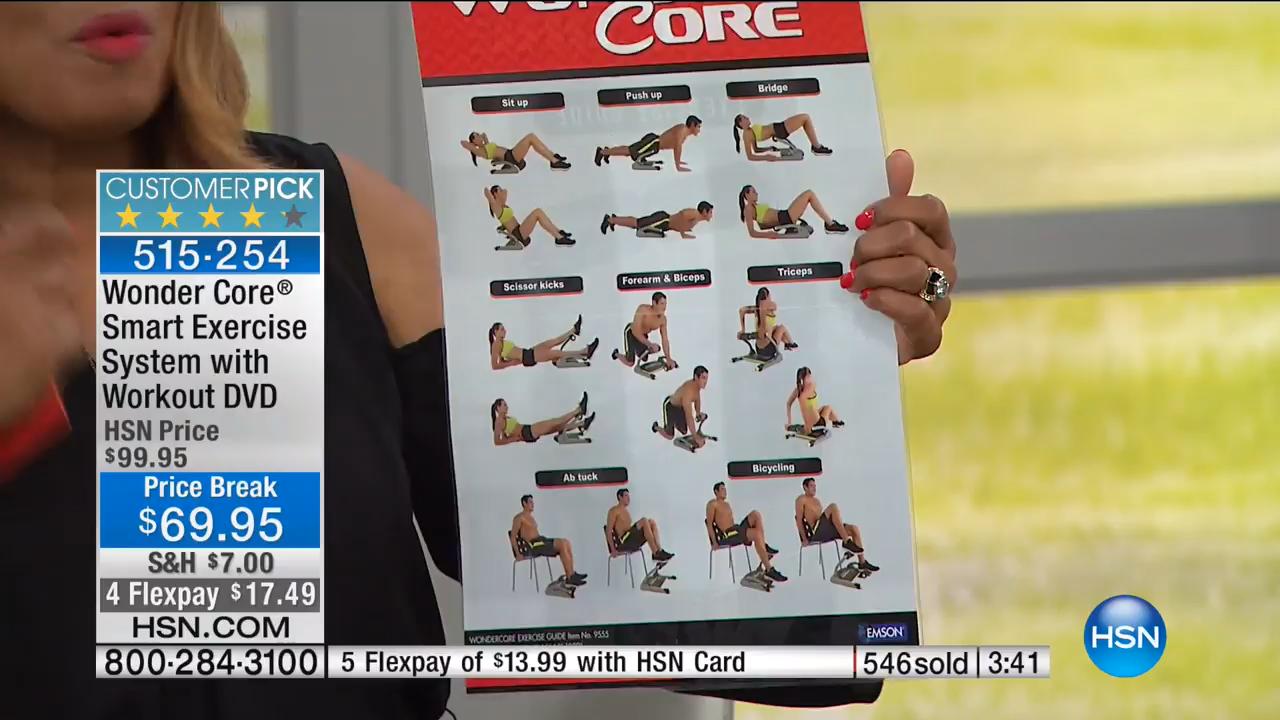 CORE
Sit up
Push up
Bridge
Scissor kicks
Forearm & Biceps
Triceps
Ab tuck
Bicycling
WONDERCORE EXERCISE GUIDE Item No. 9555
EMSON
CUSTOMER PICK
515·254
Wonder Core®
Smart Exercise
System with
Workout DVD
HSN Price
$99.95
Price Break
$69.95
S&H $7.00
4 Flexpay $17.49
HSN.COM
800·284·3100
5 Flexpay of $13.99 with HSN Card
546sold
3:41
HSN